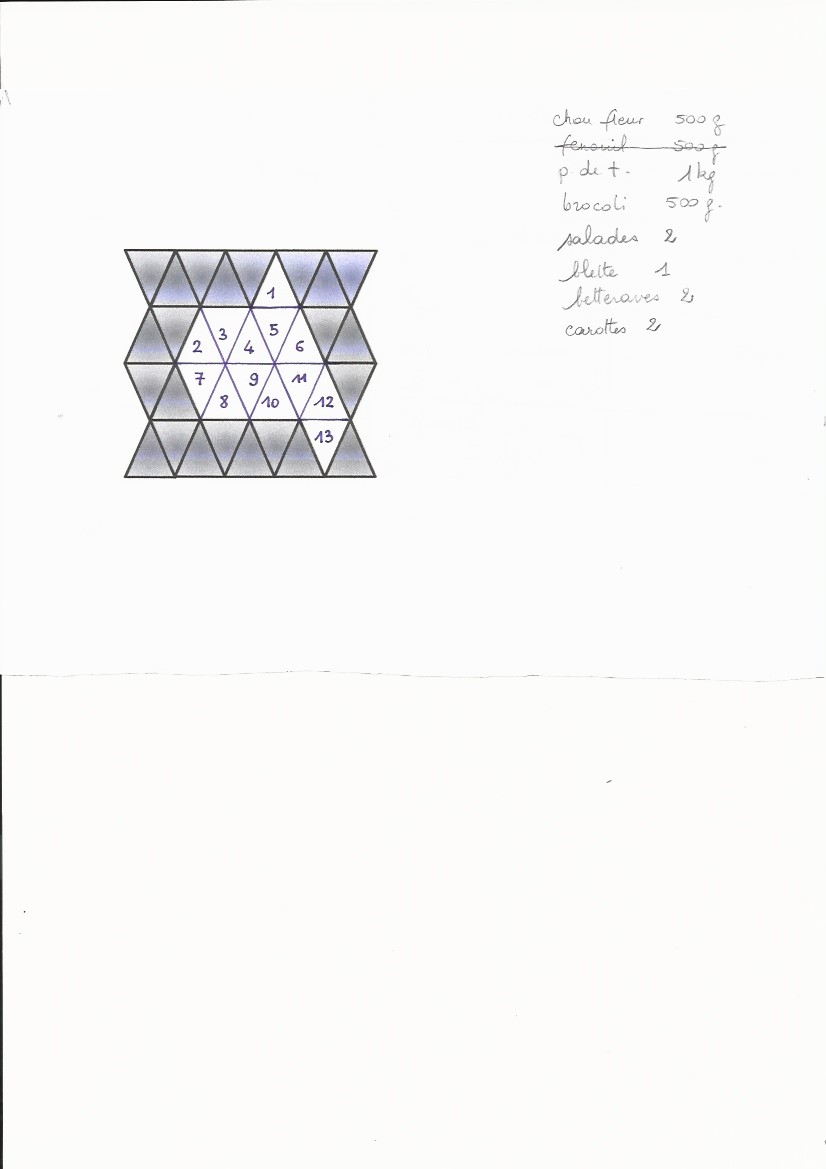 chou fleur 500 g
fenouil 500 g
p de t. 1 kg
brocoli 500 g.
salades 2
blette 1
betteraves 2
carottes 2
1
2 3 4 5 6
7 8 9 10 11 12
13